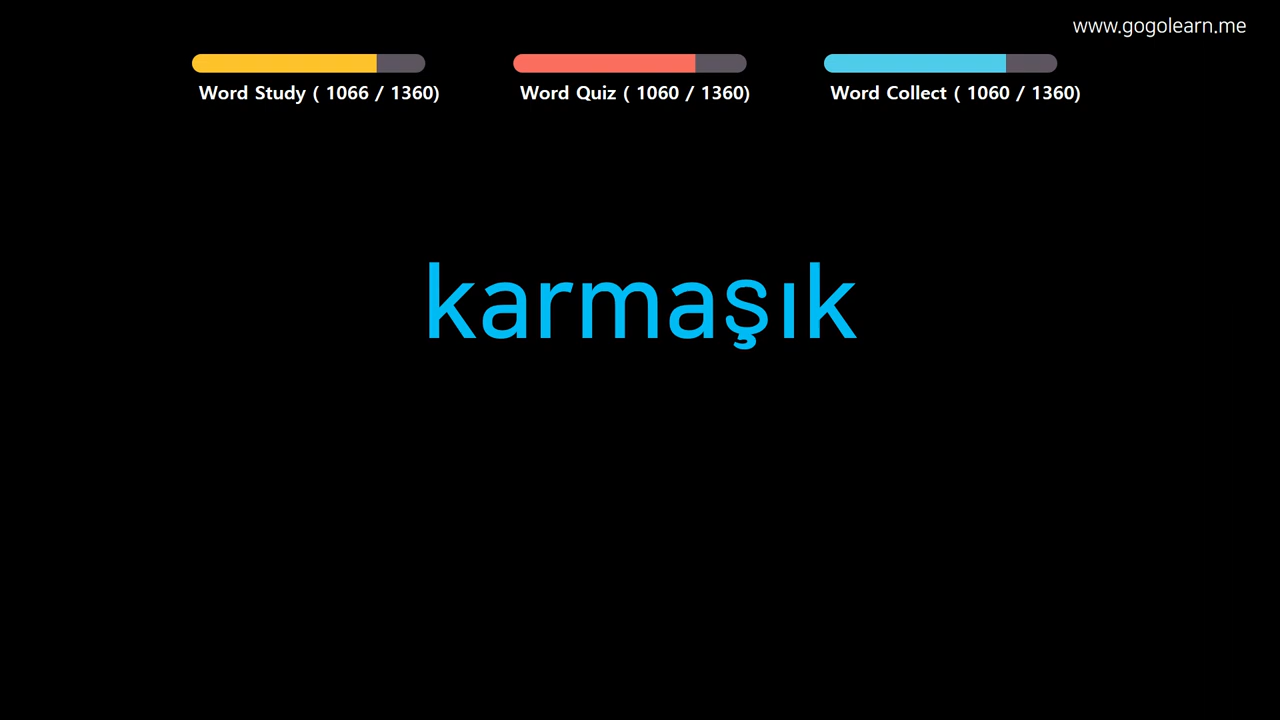 www.gogolearn.me
Word Study ( 1066 / 1360)
Word Quiz ( 1060 / 1360)
Word Collect ( 1060 / 1360)
karmaşık